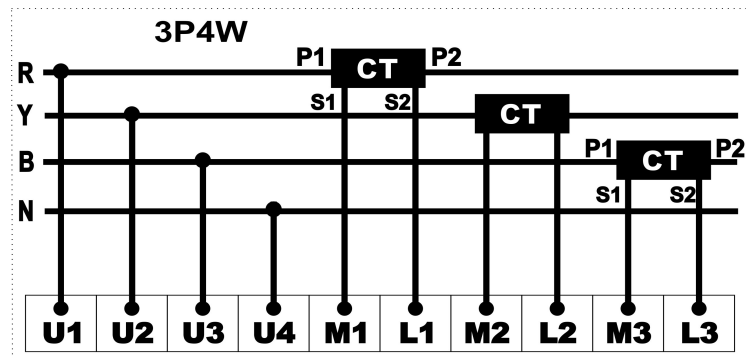 3P4W
P1 CT P2
R
S1 S2
Y CT
P1 CT P2
B
S1 S2
N
U1 U2 U3 U4 M1 L1 M2 L2 M3 L3